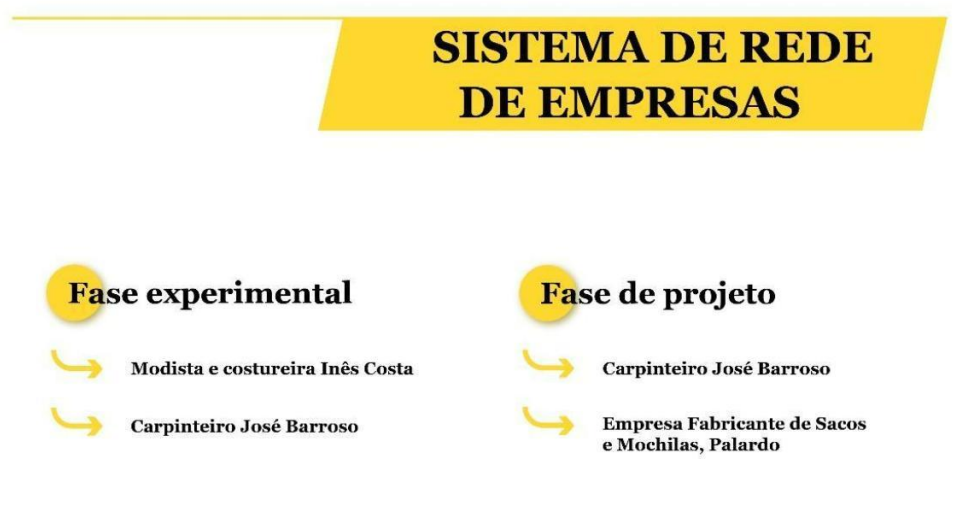 SISTEMA DE REDE
DE EMPRESAS
Fase experimental
Modista e costureira Inês Costa
Carpinteiro José Barroso
Fase de projeto
Carpinteiro José Barroso
Empresa Fabricante de Sacos
e Mochilas, Palardo